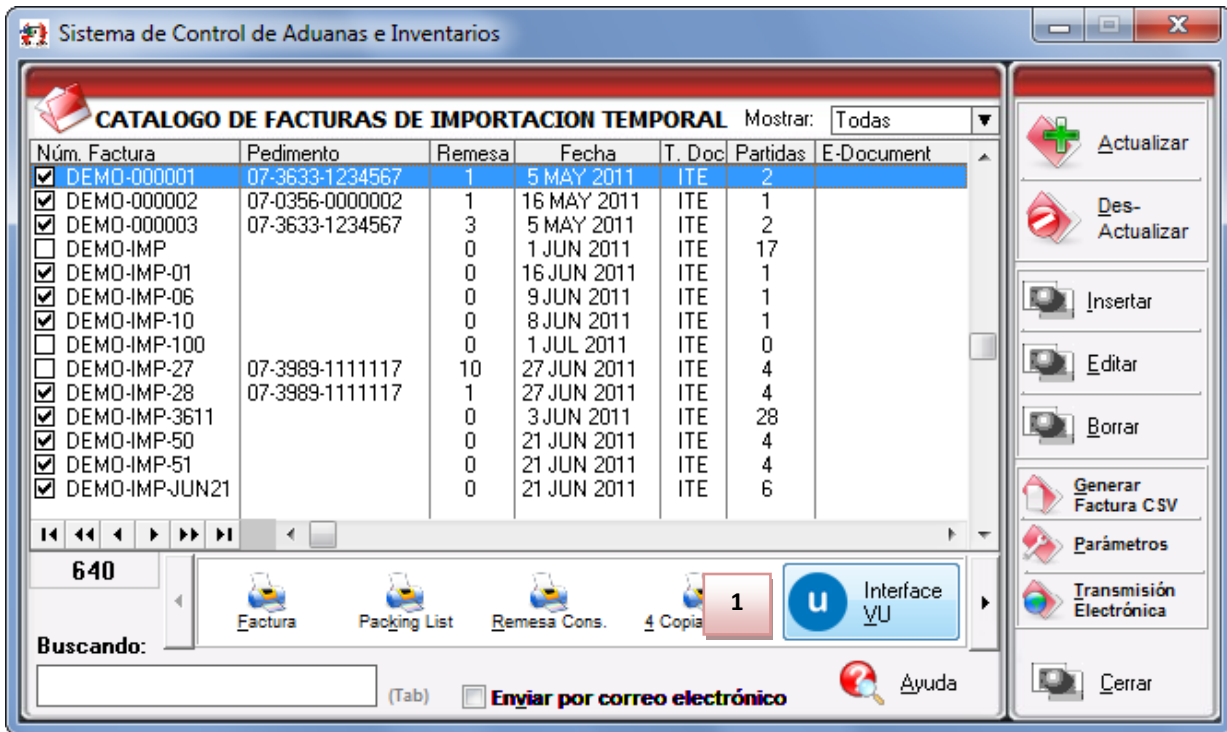 Sistema de Control de Aduanas e Inventarios
CATALOGO DE FACTURAS DE IMPORTACION TEMPORAL Mostrar: Todas
Núm. Factura Pedimento Remesa Fecha T. Doc Partidas E-Document
DEMO-000001 07-3633-1234567 1 5 MAY 2011 ITE 2
DEMO-000002 07-0356-0000002 1 16 MAY 2011 ITE 1
DEMO-000003 07-3633-1234567 3 5 MAY 2011 ITE 2
DEMO-IMP 0 1 JUN 2011 ITE 17
DEMO-IMP-01 0 16 JUN 2011 ITE 1
DEMO-IMP-06 0 9 JUN 2011 ITE 1
DEMO-IMP-10 0 8 JUN 2011 ITE 1
DEMO-IMP-100 0 1 JUL 2011 ITE 0
DEMO-IMP-27 07-3989-1111117 10 27 JUN 2011 ITE 4
DEMO-IMP-28 07-3989-1111117 1 27 JUN 2011 ITE 4
DEMO-IMP-3611 0 3 JUN 2011 ITE 28
DEMO-IMP-50 0 21 JUN 2011 ITE 4
DEMO-IMP-51 0 21 JUN 2011 ITE 4
DEMO-IMP-JUN21 0 21 JUN 2011 ITE 6
640
Factura Packing List Remesa Cons. 4 Copia 1 u Interface
VU
Buscando:
(Tab) Enviar por correo electrónico Ayuda
Actualizar
Des-
Actualizar
Insertar
Editar
Borrar
Generar
Factura CSV
Parámetros
Transmisión
Electrónica
Cerrar